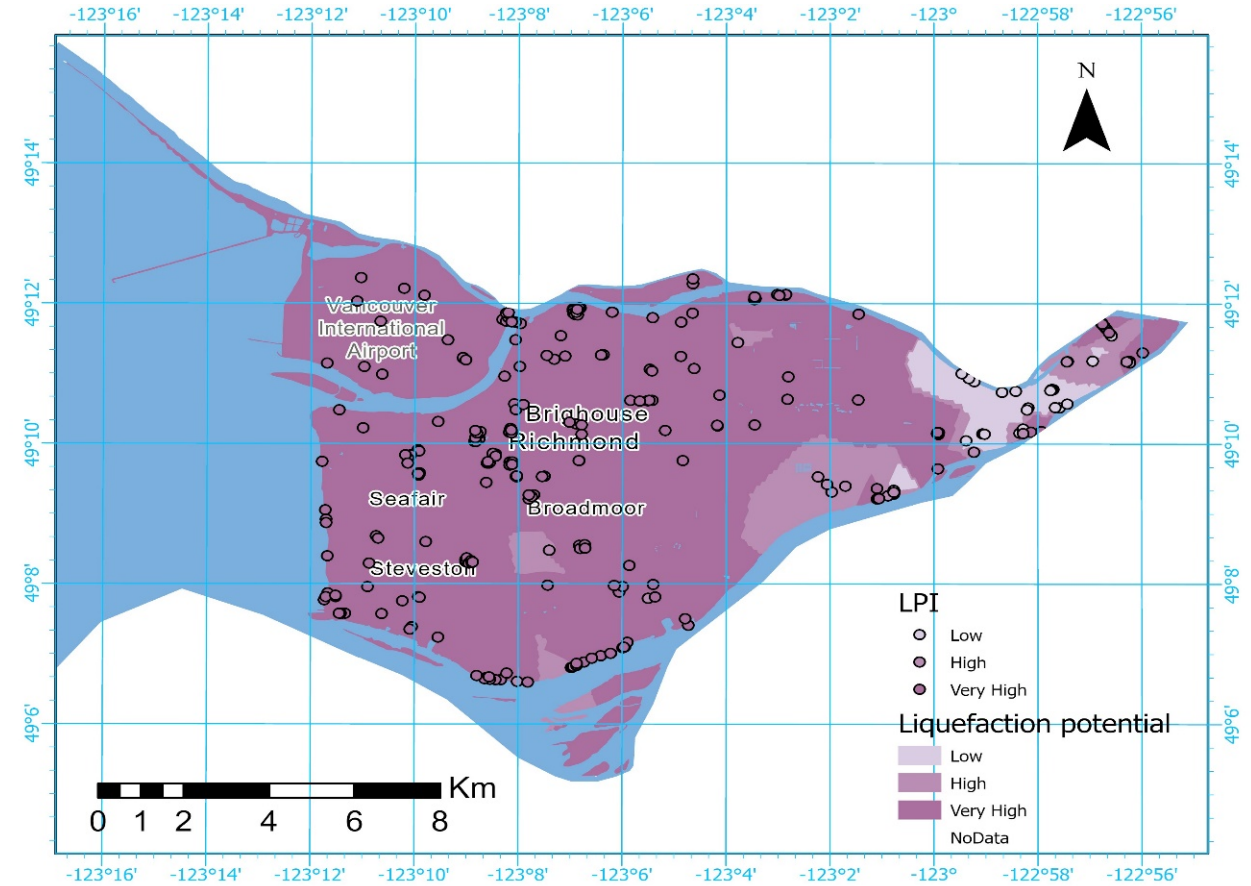 -123°16' -123°14' -123°12' -123°10' -123°8' -123°6' -123°4' -123°2' -123° -122°58' -122°56'
N
49°14' 49°14'
49°12' 49°12'
Vancouver
International
Airport
Brighouse
49°10' Richmond 49°10'
Seafair
Broadmoor
Steveston
49°8' 49°8'
LPI
Low
High
Very High
49°6' Liquefaction potential 49°6'
Low
High
Very High
NoData
Km
0 1 2 4 6 8
-123°16' -123°14' -123°12' -123°10' -123°8' -123°6' -123°4' -123°2' -123° -122°58' -122°56'